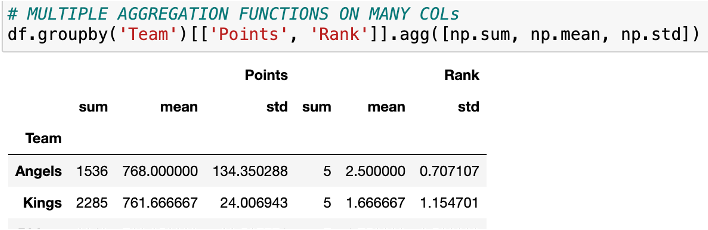 # MULTIPLE AGGREGATION FUNCTIONS ON MANY COLs
df.groupby('Team')[['Points', 'Rank']].agg([np.sum, np.mean, np.std])
Points Rank
sum mean std sum mean std
Team
Angels 1536 768.000000 134.350288 5 2.500000 0.707107
Kings 2285 761.666667 24.006943 5 1.666667 1.154701